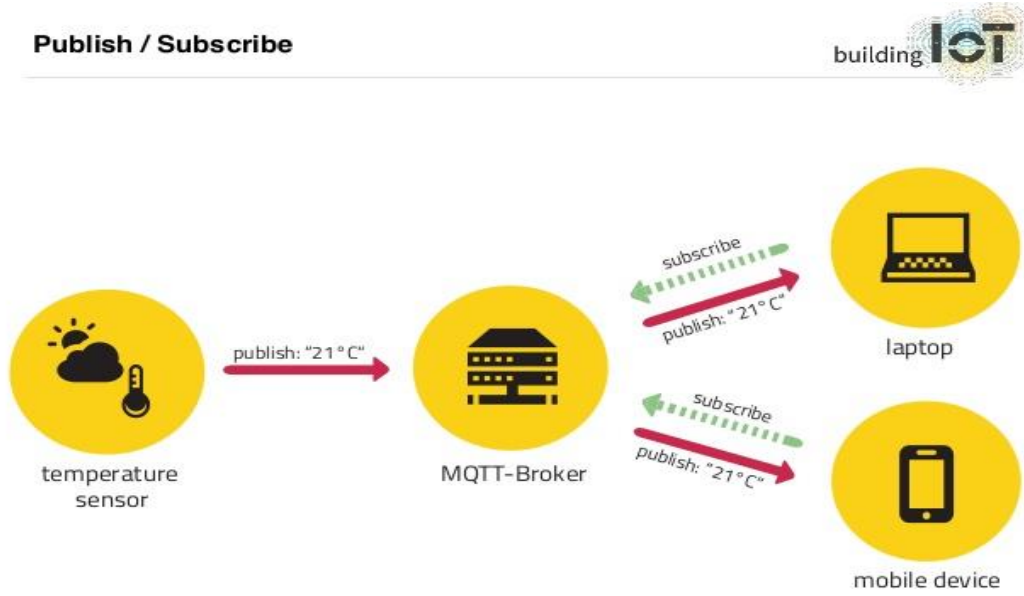 Publish / Subscribe
building IoT
subscribe
publish: "21°C"
laptop
publish: "21°C"
temperature
sensor
MQTT-Broker
subscribe
publish: "21°C"
mobile device